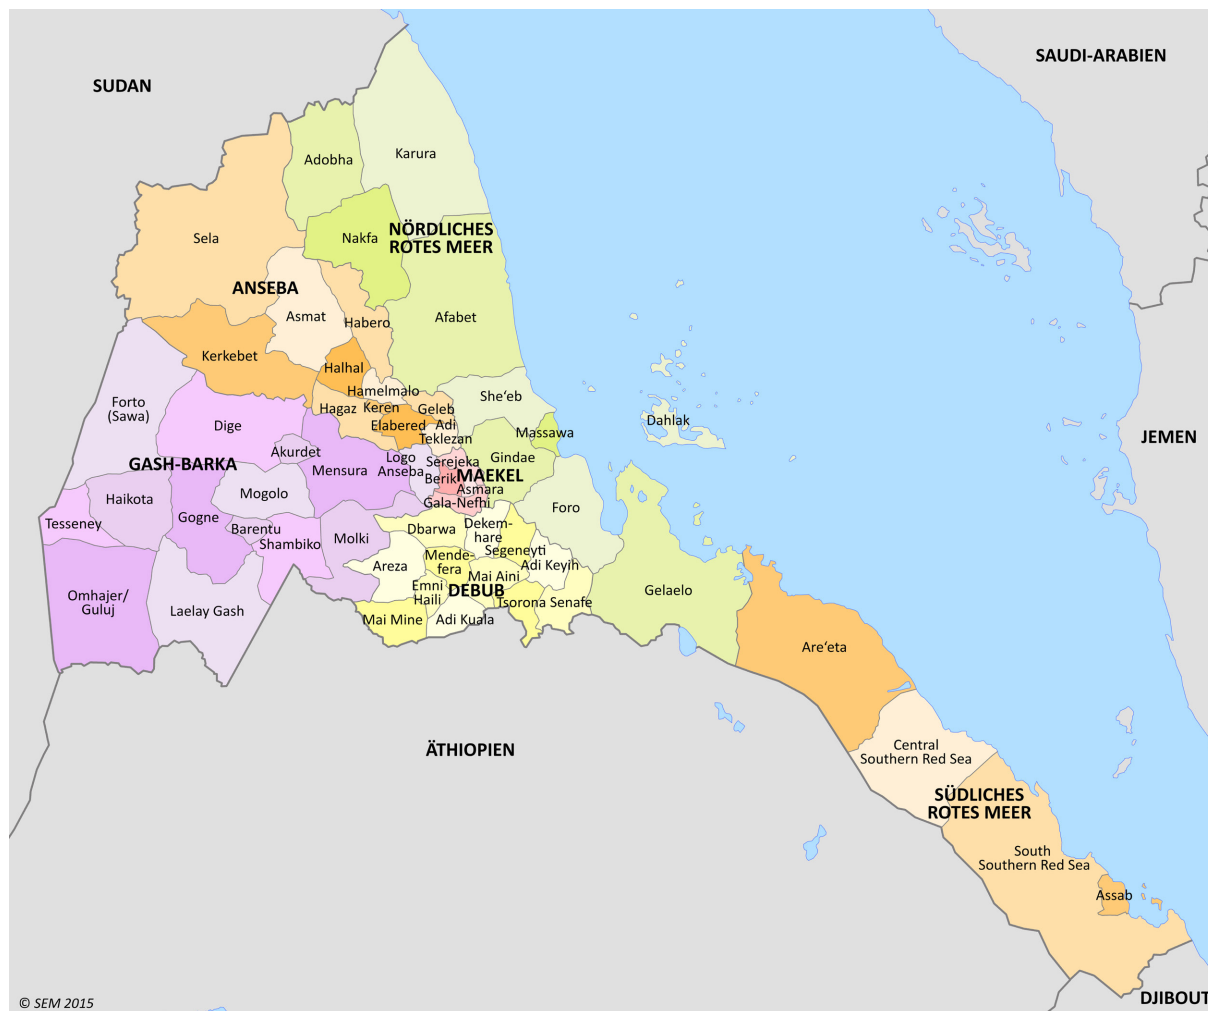 SUDAN
SAUDI-ARABIEN
Adobha
Karura
Sela
Nakfa
NÖRDLICHES
ROTES MEER
ANSEBA
Asmat
Habero
Afabet
Kerkebet
Halhal
Hamelmalo
She‘eb
Forto
(Sawa)
Hagaz
Keren
Geleb
Dige
Elabered
Adi
Teklezan
Massawa
Dahlak
JEMEN
Akurdet
Logo
Anseba
Serejeka
Gindae
GASH-BARKA
Mensura
Berik
MAEKEL
Asmara
Haikota
Mogolo
Gala-Nefhi
Foro
Tesseney
Gogne
Barentu
Shambiko
Molki
Dbarwa
Dekem-
hare
Segeneyti
Areza
Mende-
fera
Adi Keyih
Mai Aini
Omhajer/
Guluj
Laelay Gash
Emni
Haili
DEBUB
Tsorona
Senafe
Gelaelo
Mai Mine
Adi Kuala
Are‘eta
ÄTHIOPIEN
Central
Southern Red Sea
SÜDLICHES
ROTES MEER
South
Southern Red Sea
Assab
© SEM 2015
DJIBOUT